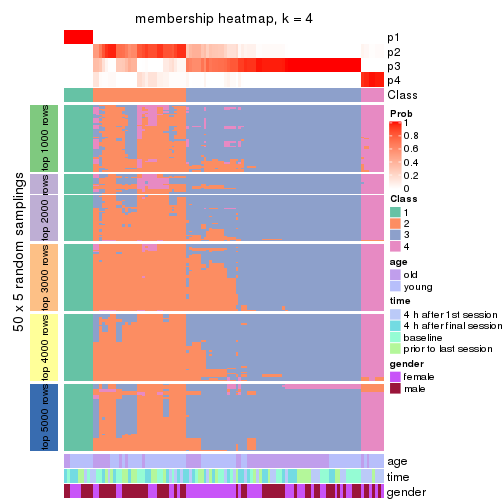 membership heatmap, k = 4
p1
p2
p3
p4
Class
50 x 5 random samplings
top 1000 rows
top 2000 rows
top 3000 rows
top 4000 rows
top 5000 rows
Prob
1
0.8
0.6
0.4
0.2
0
Class
1
2
3
4
age
old
young
time
4 h after 1st session
4 h after final session
baseline
prior to last session
gender
female
male
age
time
gender